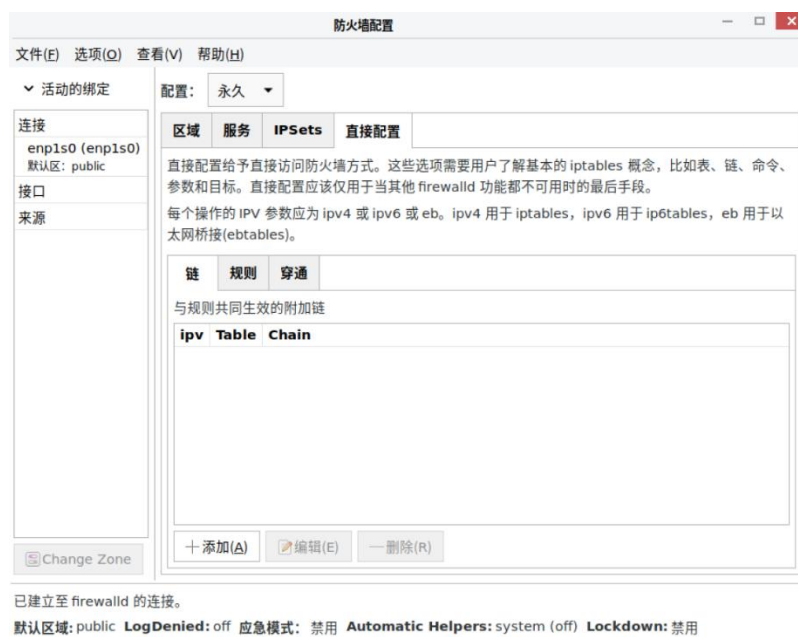 防火墙配置
文件(F) 选项(O) 查看(V) 帮助(H)
活动的绑定
连接
enp1s0 (enp1s0)
默认区: public
接口
来源
Change Zone
配置: 永久
区域 服务 IPSets 直接配置
直接配置给予直接访问防火墙方式。这些选项需要用户了解基本的 iptables 概念,比如表、链、命令、
参数和目标。直接配置应该仅用于当其他 firewalld 功能都不可用时的最后手段。
每个操作的 IPV 参数应为 ipv4 或 ipv6 或 eb。ipv4 用于 iptables,ipv6 用于 ip6tables,eb 用于以
太网桥接(ebtables)。
链 规则 穿通
与规则共同生效的附加链
ipv Table Chain
添加(A) 编辑(E) 删除(R)
已建立至 firewalld 的连接。
默认区域: public LogDenied: off 应急模式: 禁用 Automatic Helpers: system (off) Lockdown: 禁用